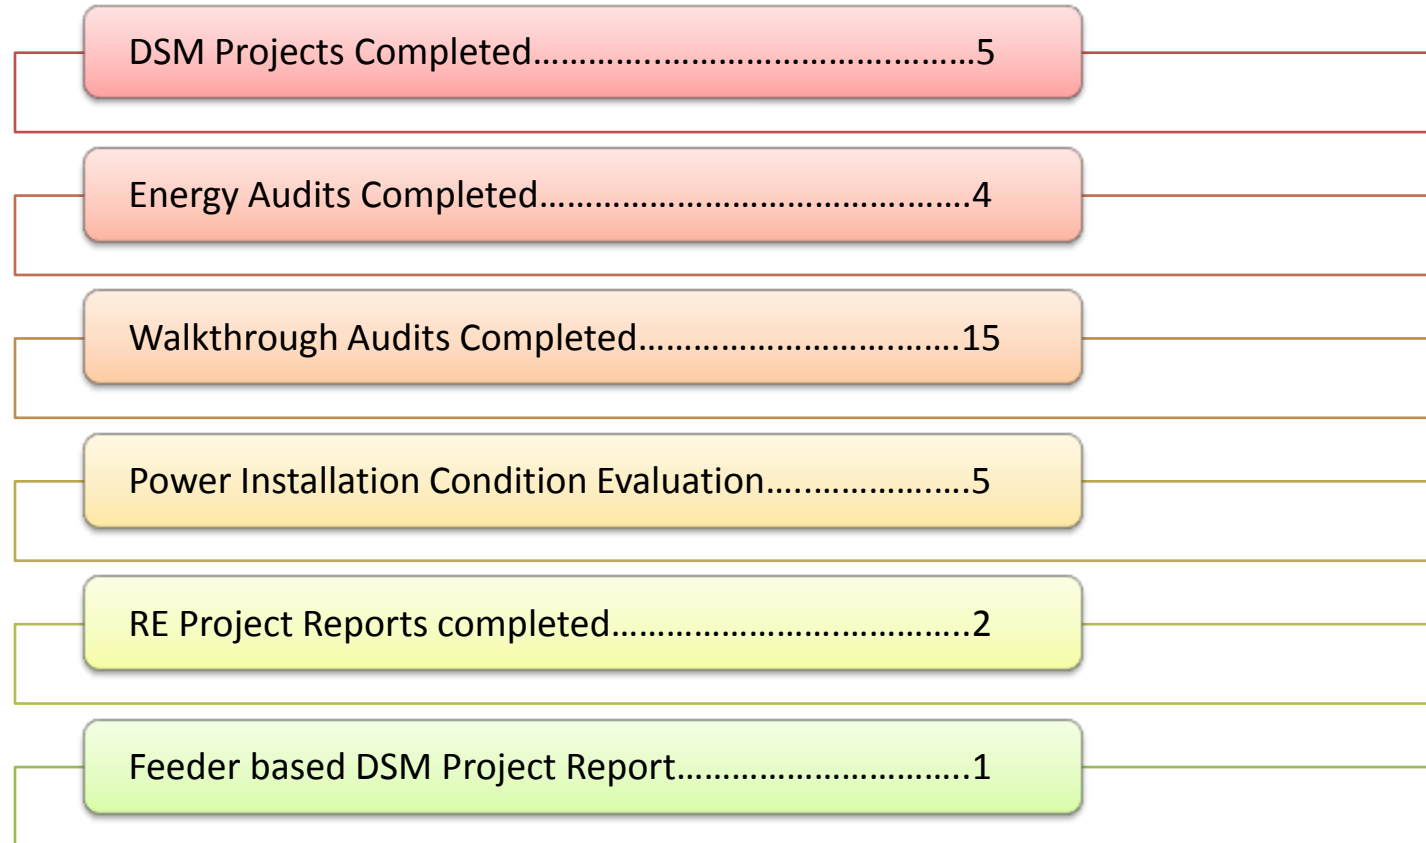 DSM Projects Completed…………..…………………….………5
Energy Audits Completed………………………………….…….4
Walkthrough Audits Completed……………………….…….15
Power Installation Condition Evaluation…..…………..….5
RE Project Reports completed…………………….…………..2
Feeder based DSM Project Report…………………………..1